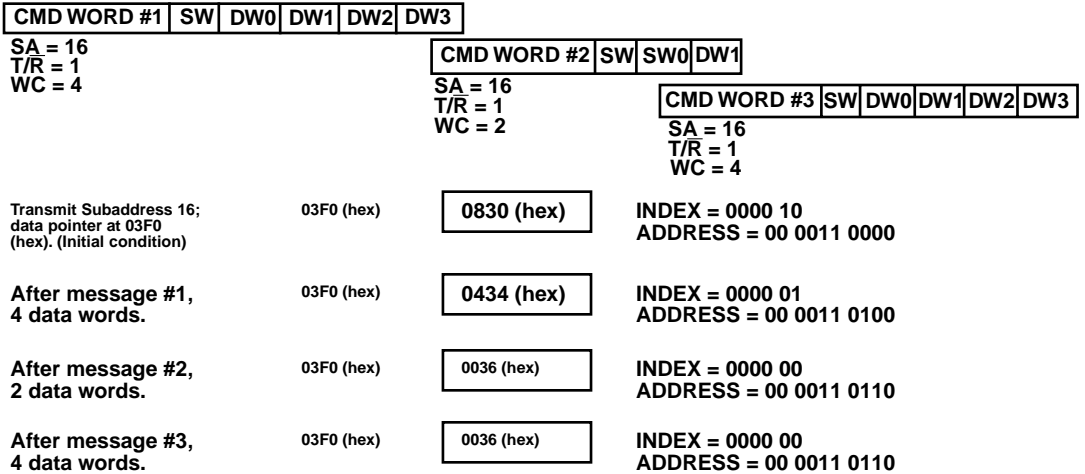 CMD WORD #1 SW DW0 DW1 DW2 DW3
SA = 16
T/R̅ = 1
WC = 4
CMD WORD #2 SW SW0 DW1
SA = 16
T/R̅ = 1
WC = 2
CMD WORD #3 SW DW0 DW1 DW2 DW3
SA = 16
T/R̅ = 1
WC = 4
Transmit Subaddress 16;
data pointer at 03F0
(hex). (Initial condition)
03F0 (hex)
0830 (hex)
INDEX = 0000 10
ADDRESS = 00 0011 0000
After message #1,
4 data words.
03F0 (hex)
0434 (hex)
INDEX = 0000 01
ADDRESS = 00 0011 0100
After message #2,
2 data words.
03F0 (hex)
0036 (hex)
INDEX = 0000 00
ADDRESS = 00 0011 0110
After message #3,
4 data words.
03F0 (hex)
0036 (hex)
INDEX = 0000 00
ADDRESS = 00 0011 0110